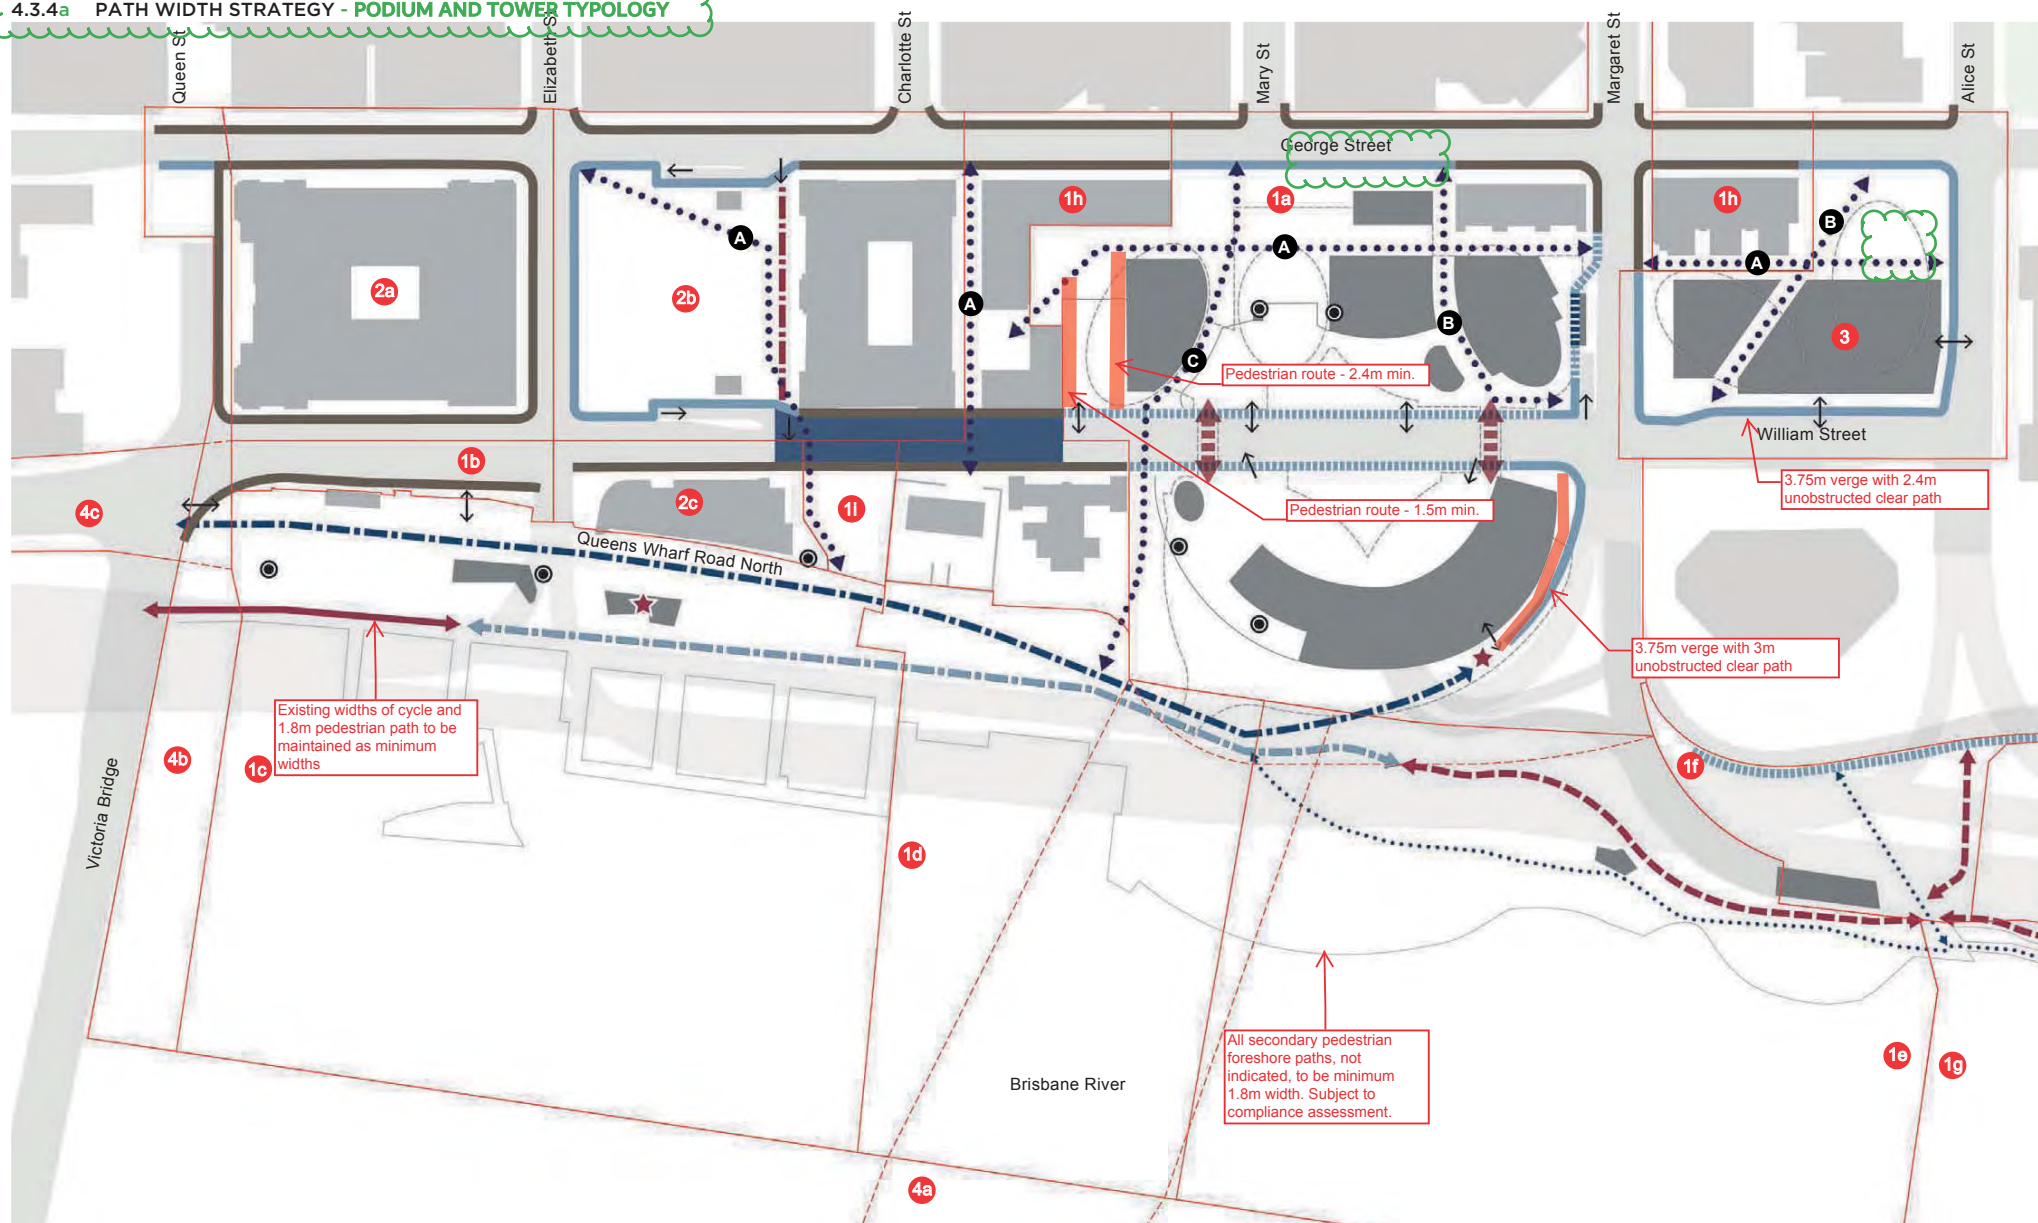 4.3.4a PATH WIDTH STRATEGY - PODIUM AND TOWER TYPOLOGY
Queen St
Elizabeth St
Charlotte St
Mary St
Margaret St
Alice St
George Street
1h
1a
1h
B
A
A
A
B
2a
2b
A
3
B
C
Pedestrian route - 2.4m min.
William Street
1b
3.75m verge with 2.4m
unobstructed clear path
4c
2c
1i
Pedestrian route - 1.5m min.
Queens Wharf Road North
3.75m verge with 3m
unobstructed clear path
Existing widths of cycle and
1.8m pedestrian path to be
maintained as minimum
widths
4b
1c
1f
Victoria Bridge
1d
All secondary pedestrian
foreshore paths, not
indicated, to be minimum
1.8m width. Subject to
compliance assessment.
Brisbane River
1e
1g
4a